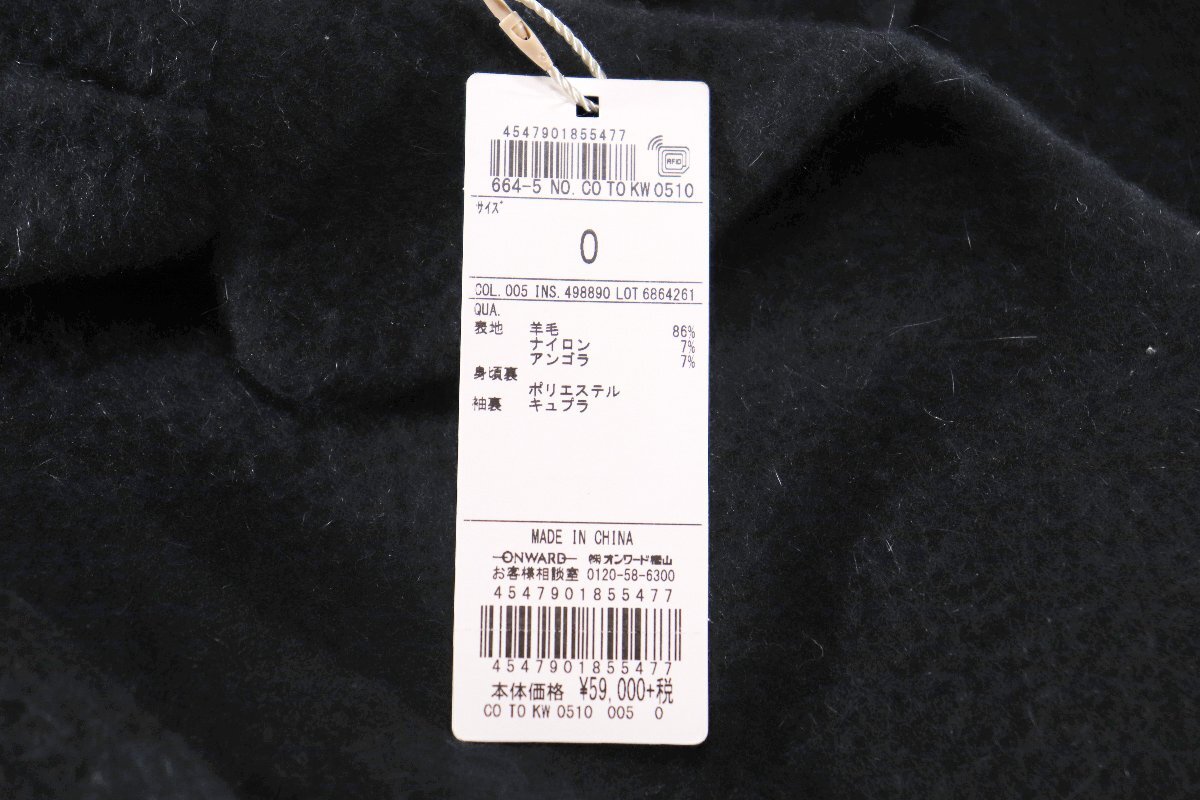 4547901855477
RFID
664-5 NO. CO TO KW 0510
サイズ
0
COL. 005 INS. 498890 LOT 6864261
QUA.
表地 羊毛 86%
ナイロン 7%
アンゴラ 7%
身頃裏
ポリエステル
袖裏 キュプラ
MADE IN CHINA
ONWARD ㈱オンワード樫山
お客様相談室 0120-58-6300
4547901855477
4547901855477
本体価格 ¥59,000+税
CO TO KW 0510 005 0